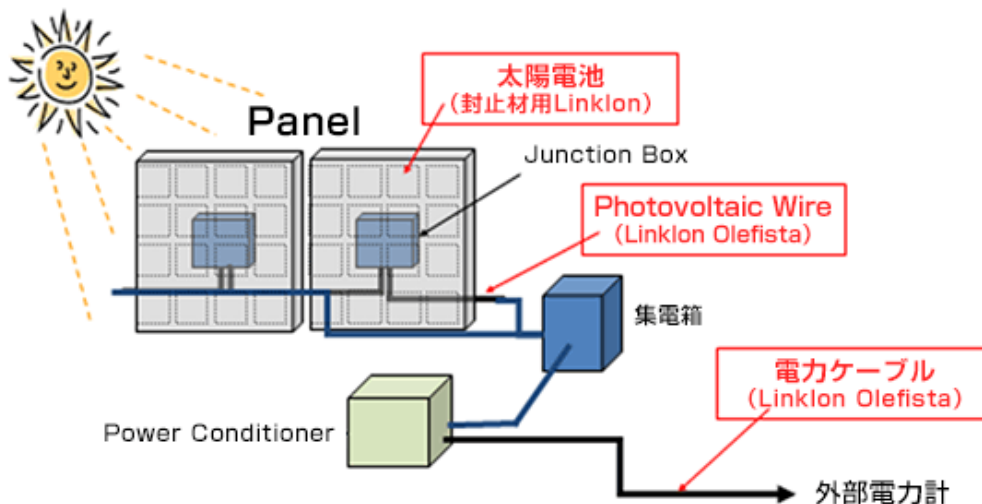 太陽電池
（封止材用Linklon）
Panel
Junction Box
Photovoltaic Wire
（Linklon Olefista）
集電箱
電力ケーブル
（Linklon Olefista）
Power Conditioner
外部電力計